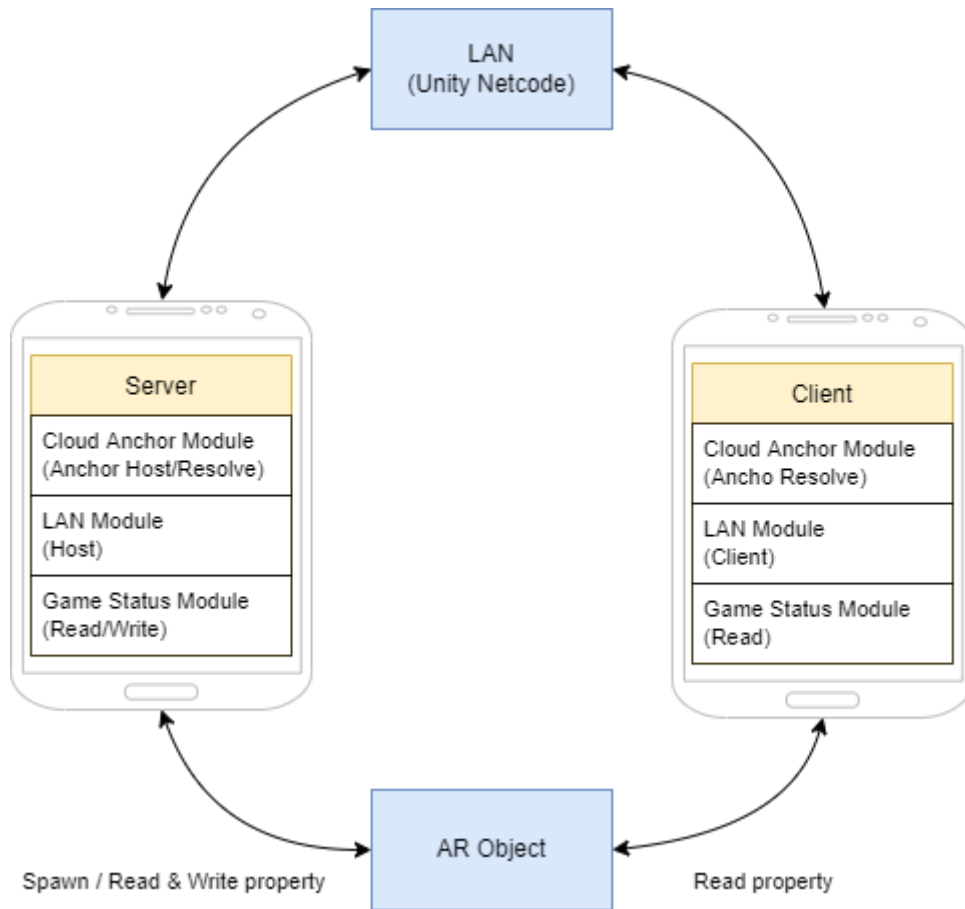 LAN
(Unity Netcode)
Server
Cloud Anchor Module
(Anchor Host/Resolve)
LAN Module
(Host)
Game Status Module
(Read/Write)
Client
Cloud Anchor Module
(Ancho Resolve)
LAN Module
(Client)
Game Status Module
(Read)
AR Object
Spawn / Read & Write property
Read property